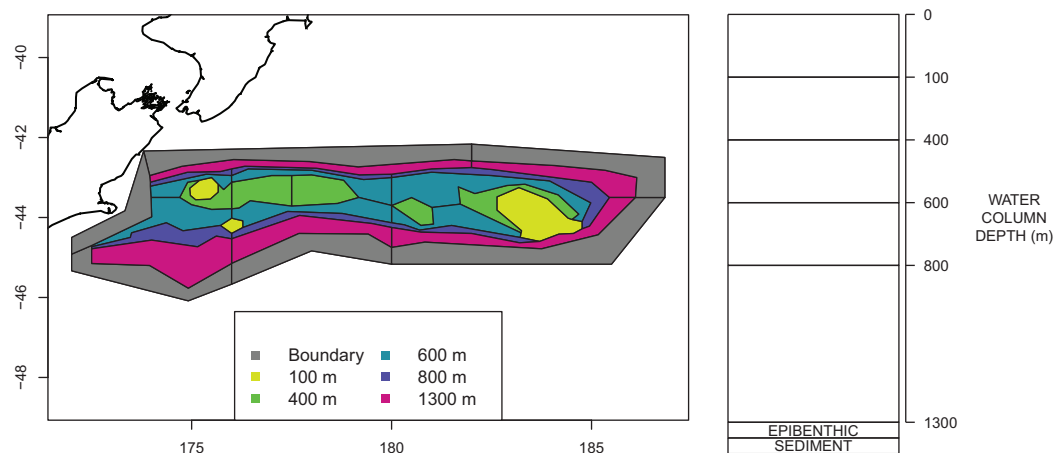 −40
−42
−44
−46
−48
175
180
185
Boundary
100 m
400 m
600 m
800 m
1300 m
0
100
400
600
800
1300
WATER
COLUMN
DEPTH (m)
EPIBENTHIC
SEDIMENT